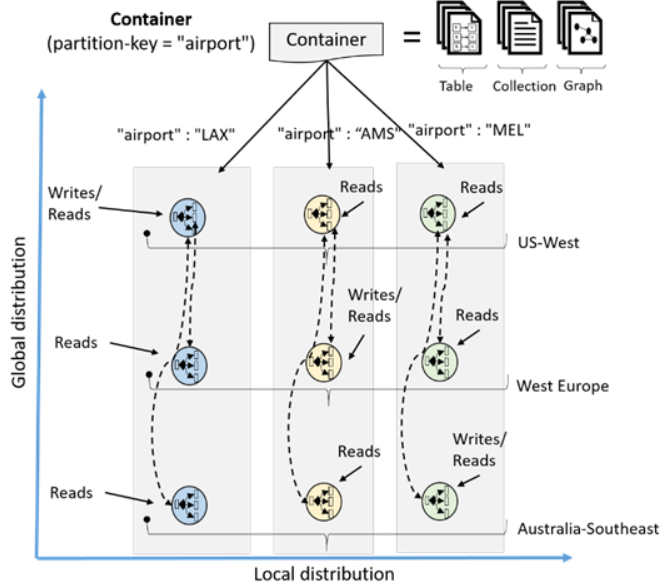 Container
(partition-key = "airport")
Container
=
Table
Collection
Graph
"airport" : "LAX"
"airport" : “AMS"
"airport" : "MEL"
Writes/
Reads
Reads
Reads
US-West
Reads
Writes/
Reads
Reads
West Europe
Reads
Reads
Writes/
Reads
Australia-Southeast
Global distribution
Local distribution